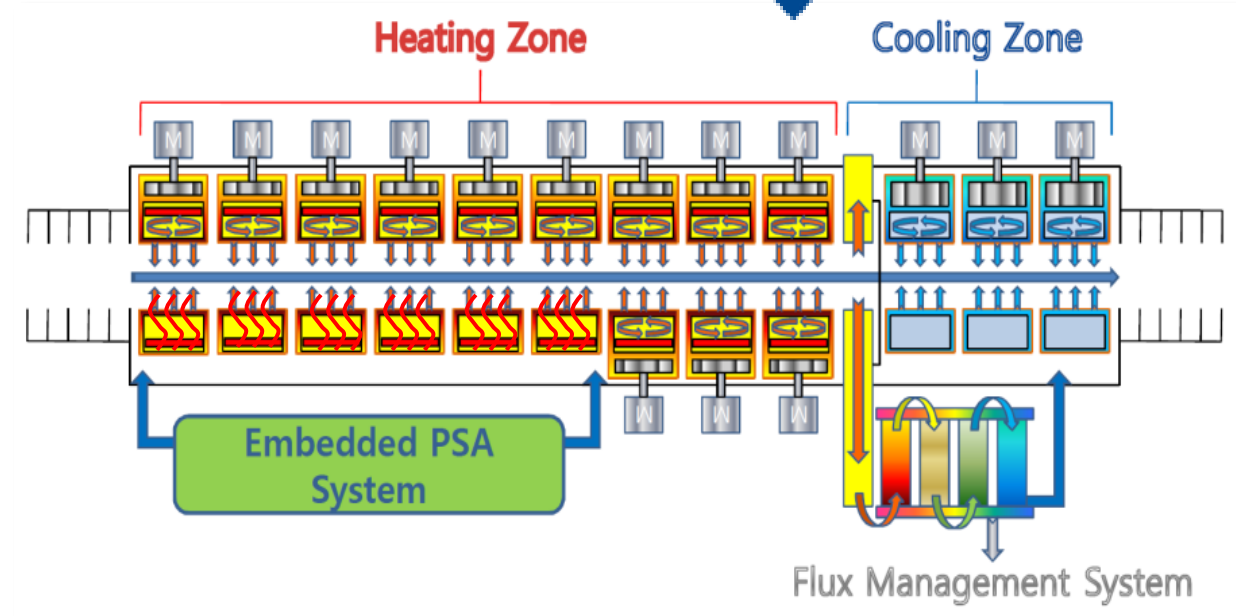 Heating Zone
Cooling Zone
M M M M M M M M M M M M
M M M
Embedded PSA
System
Flux Management System